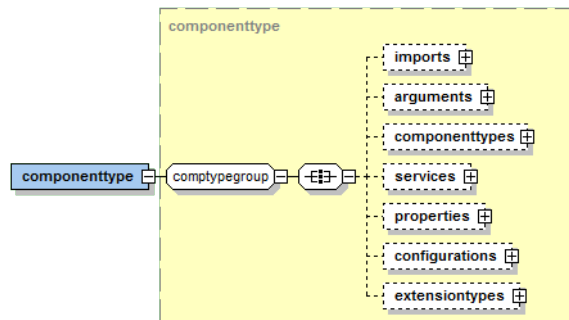 componenttype
imports
arguments
componenttypes
componenttype
comptypegroup
services
properties
configurations
extensiontypes